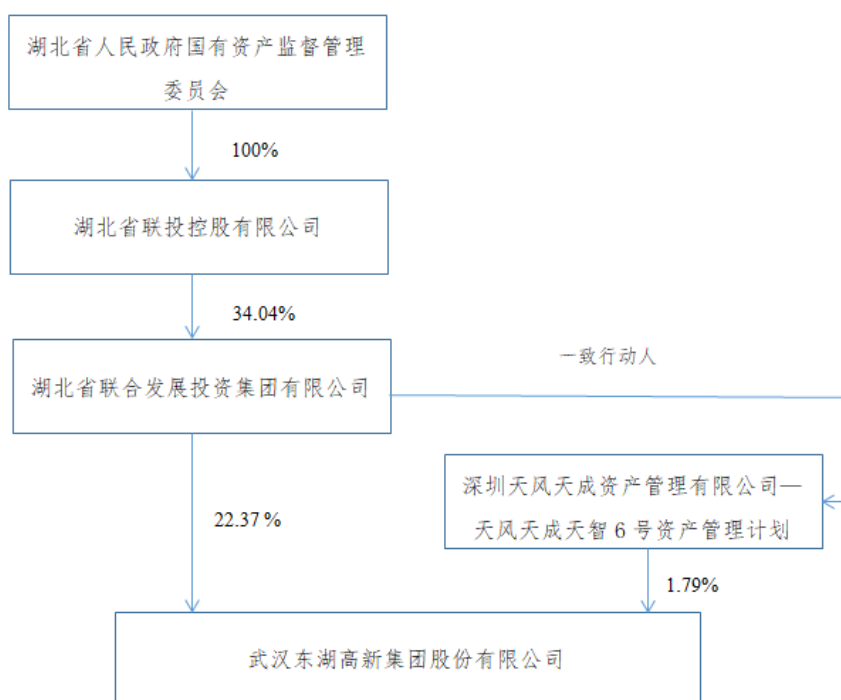 湖北省人民政府国有资产监督管理
委员会
100%
湖北省联投控股有限公司
34.04%
一致行动人
湖北省联合发展投资集团有限公司
深圳天风天成资产管理有限公司—
天风天成天智6号资产管理计划
22.37%
1.79%
武汉东湖高新集团股份有限公司